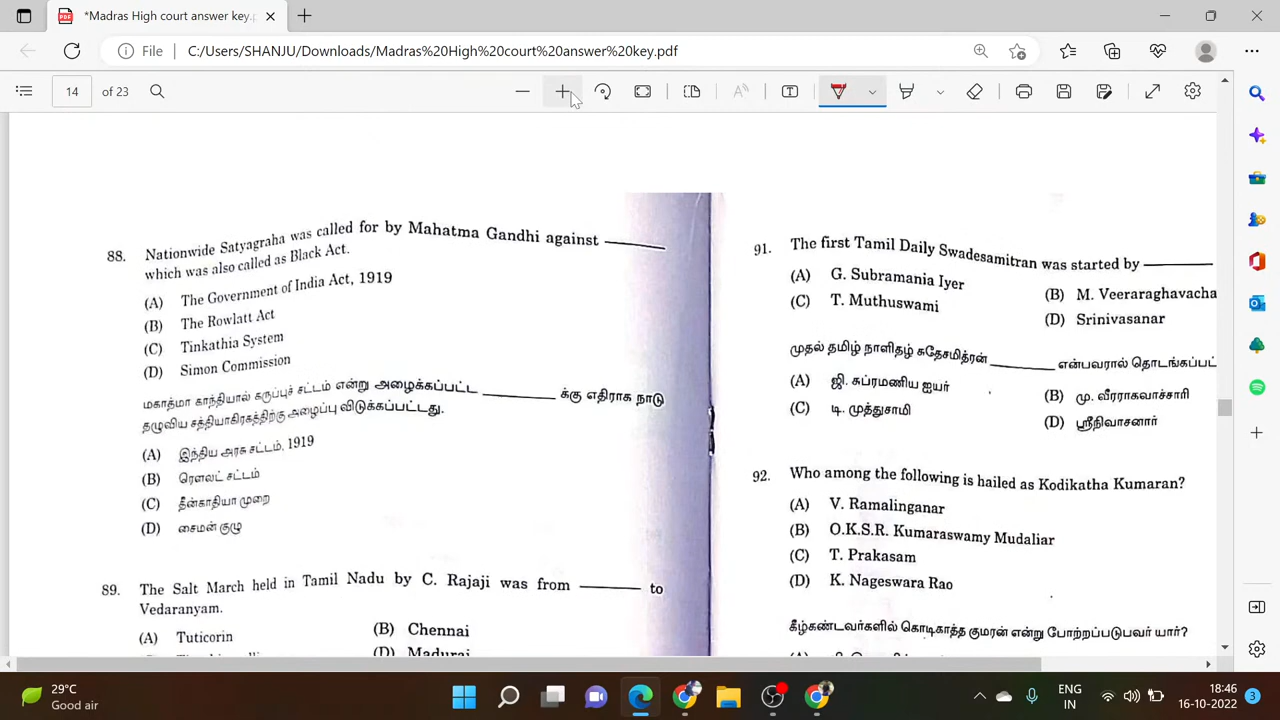 *Madras High court answer key.p
File
C:/Users/SHANJU/Downloads/Madras%20High%20court%20answer%20key.pdf
14
of 23
88. Nationwide Satyagraha was called for by Mahatma Gandhi against ________
which was also called as Black Act.
(A) The Government of India Act, 1919
(B) The Rowlatt Act
(C) Tinkathia System
(D) Simon Commission
மகாத்மா காந்தியால் கருப்புச் சட்டம் என்று அழைக்கப்பட்ட ________ க்கு எதிராக நாடு
தழுவிய சத்தியாகிரகத்திற்கு அழைப்பு விடுக்கப்பட்டது.
(A) இந்திய அரசு சட்டம், 1919
(B) ரௌலட் சட்டம்
(C) தீன்காதியா முறை
(D) சைமன் குழு
89. The Salt March held in Tamil Nadu by C. Rajaji was from ________ to
Vedaranyam.
(A) Tuticorin
(B) Chennai
(D) Madurai
91. The first Tamil Daily Swadesamitran was started by ________
(A) G. Subramania Iyer
(B) M. Veeraraghavacha
(C) T. Muthuswami
(D) Srinivasanar
முதல் தமிழ் நாளிதழ் சுதேசமித்ரன் ________ என்பவரால் தொடங்கப்பட்
(A) ஜி. சுப்ரமணிய ஐயர்
(B) மு. வீரராகவாச்சாரி
(C) டி. முத்துசாமி
(D) ஸ்ரீநிவாசனார்
92. Who among the following is hailed as Kodikatha Kumaran?
(A) V. Ramalinganar
(B) O.K.S.R. Kumaraswamy Mudaliar
(C) T. Prakasam
(D) K. Nageswara Rao
கீழ்கண்டவர்களில் கொடிகாத்த குமரன் என்று போற்றப்படுபவர் யார்?
29°C
Good air
ENG
IN
18:46
16-10-2022
3